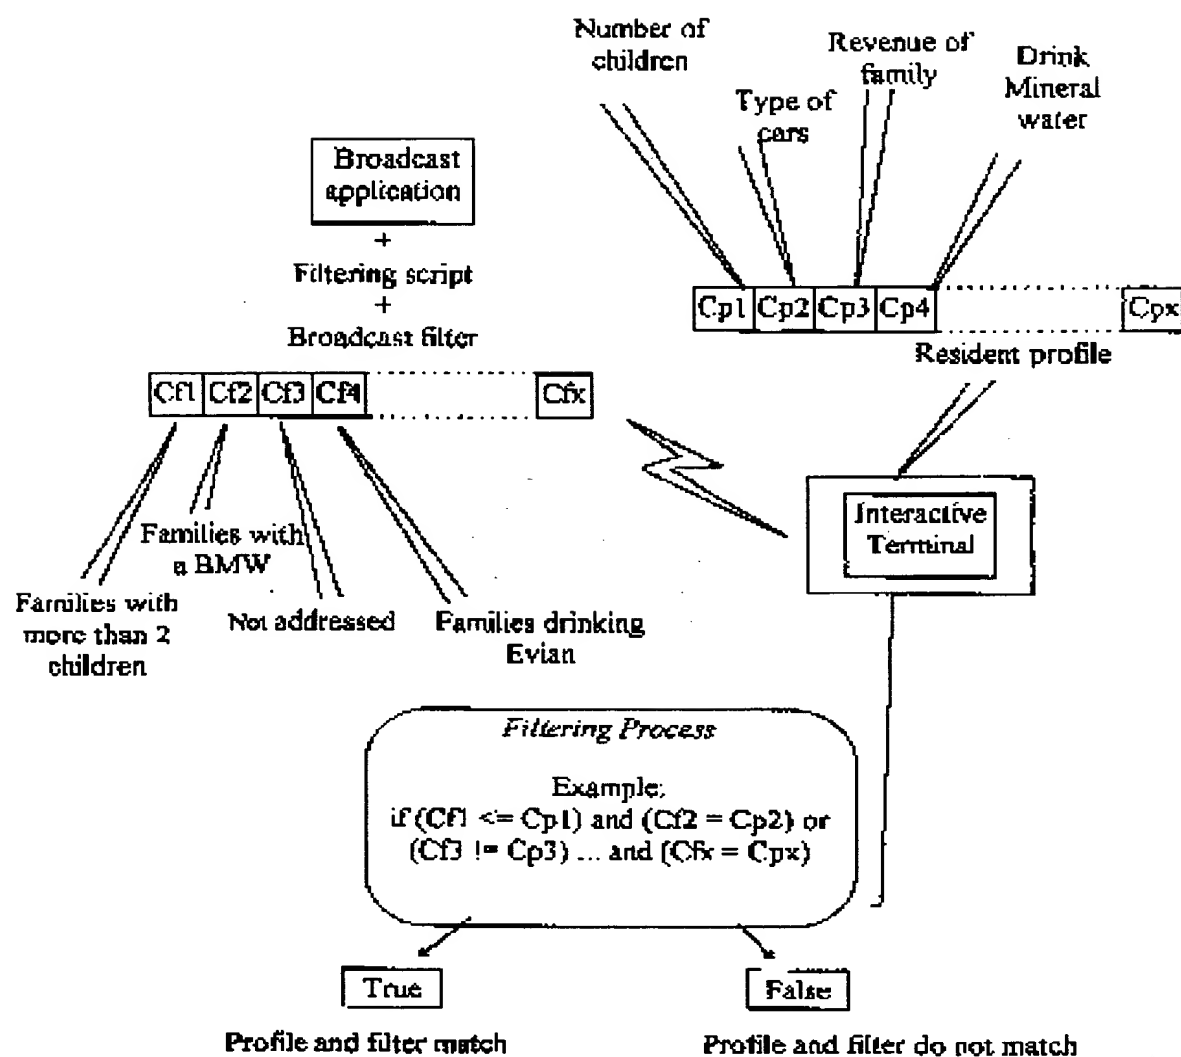 Number of
children
Revenue of
family
Drink
Mineral
water
Type of
cars
Broadcast
application
+
Filtering script
+
Broadcast filter
Cp1 Cp2 Cp3 Cp4 Cpx
Resident profile
Cf1 Cf2 Cf3 Cf4 Cfx
Interactive
Terminal
Families with
a BMW
Families with
more than 2
children
Not addressed
Families drinking
Evian
Filtering Process
Example:
if (Cf1 <= Cp1) and (Cf2 = Cp2) or
(Cf3 != Cp3) ... and (Cfx = Cpx)
True
False
Profile and filter match
Profile and filter do not match